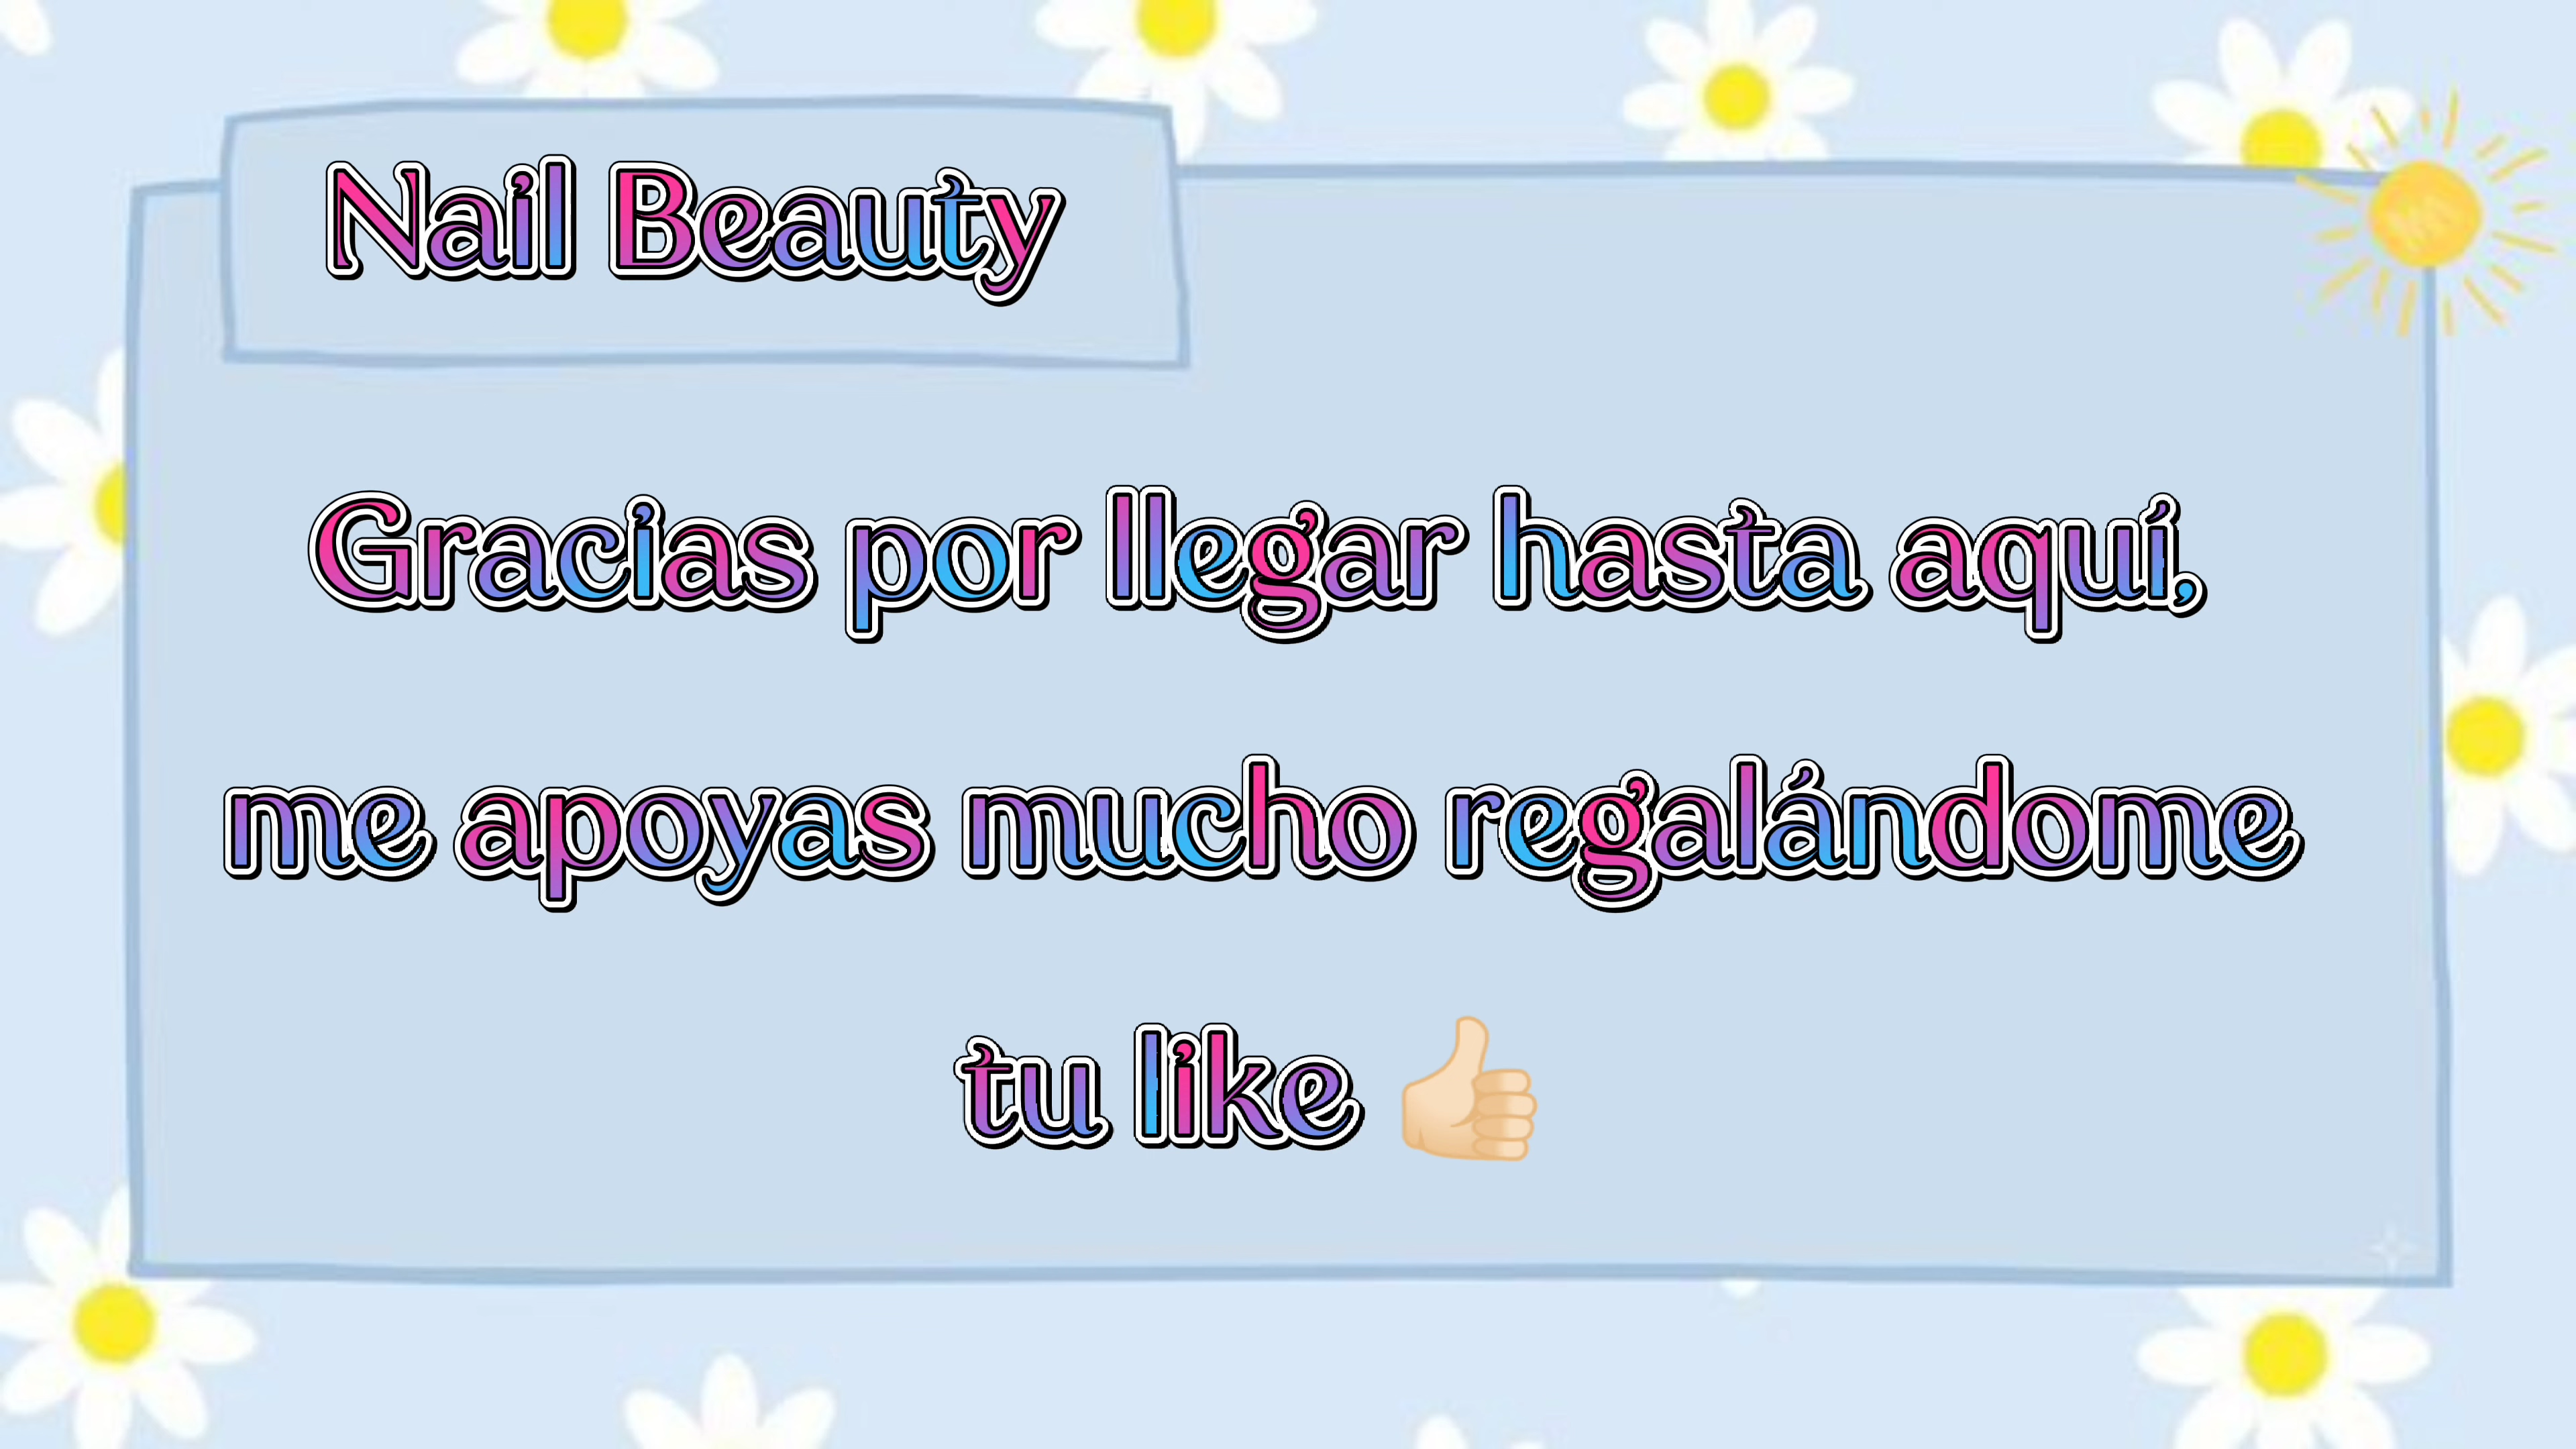 Nail Beauty
Gracias por llegar hasta aquí,
me apoyas mucho regalándome
tu like 👍🏻